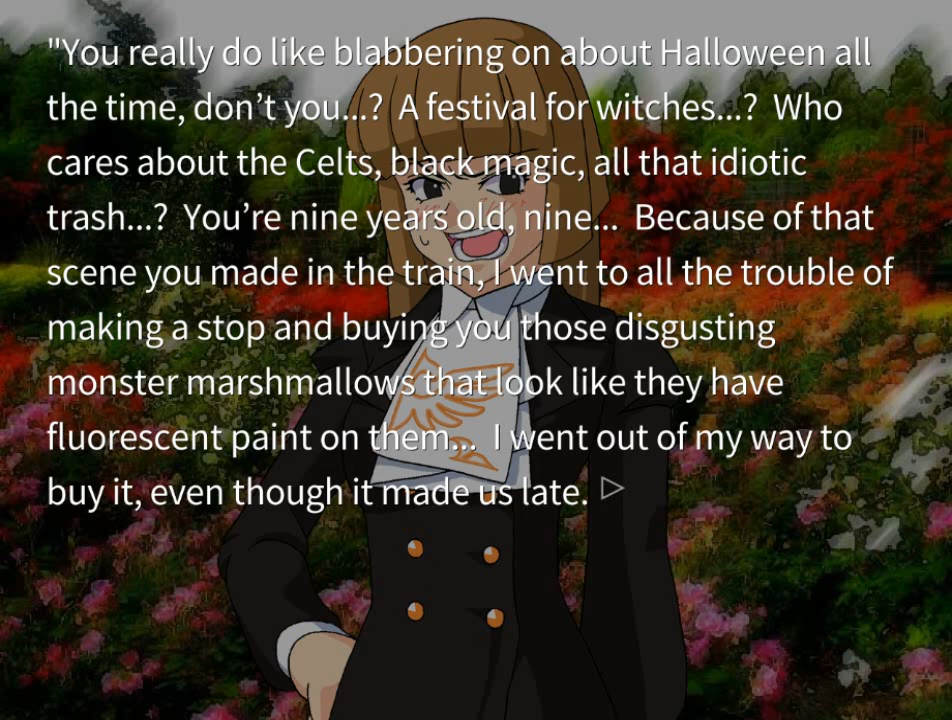 "You really do like blabbering on about Halloween all
the time, don’t you...?  A festival for witches...?  Who
cares about the Celts, black magic, all that idiotic
trash...?  You’re nine years old, nine...  Because of that
scene you made in the train, I went to all the trouble of
making a stop and buying you those disgusting
monster marshmallows that look like they have
fluorescent paint on them...  I went out of my way to
buy it, even though it made us late.